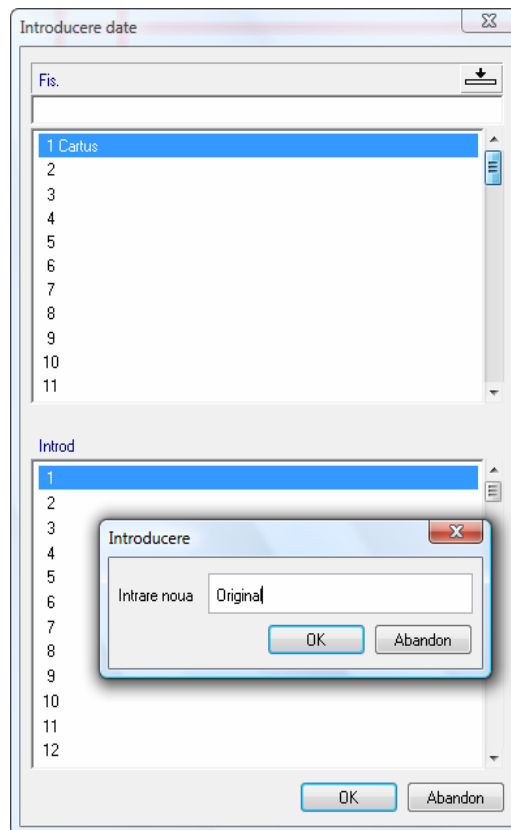 Introducere date
Fis.
1 Cartus
2
3
4
5
6
7
8
9
10
11
Introd
1
2
3
4
5
6
7
8
9
10
11
12
Introducere
Intrare noua Original
OK Abandon
OK Abandon